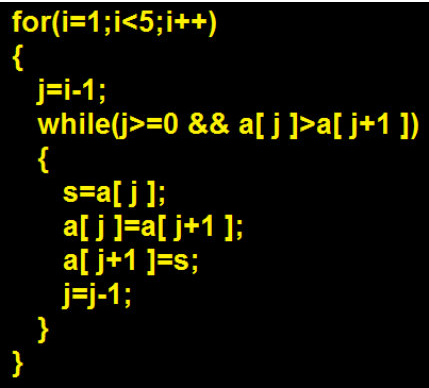 for(i=1;i<5;i++)
{
j=i-1;
while(j>=0 && a[ j ]>a[ j+1 ])
{
s=a[ j ];
a[ j ]=a[ j+1 ];
a[ j+1 ]=s;
j=j-1;
}
}